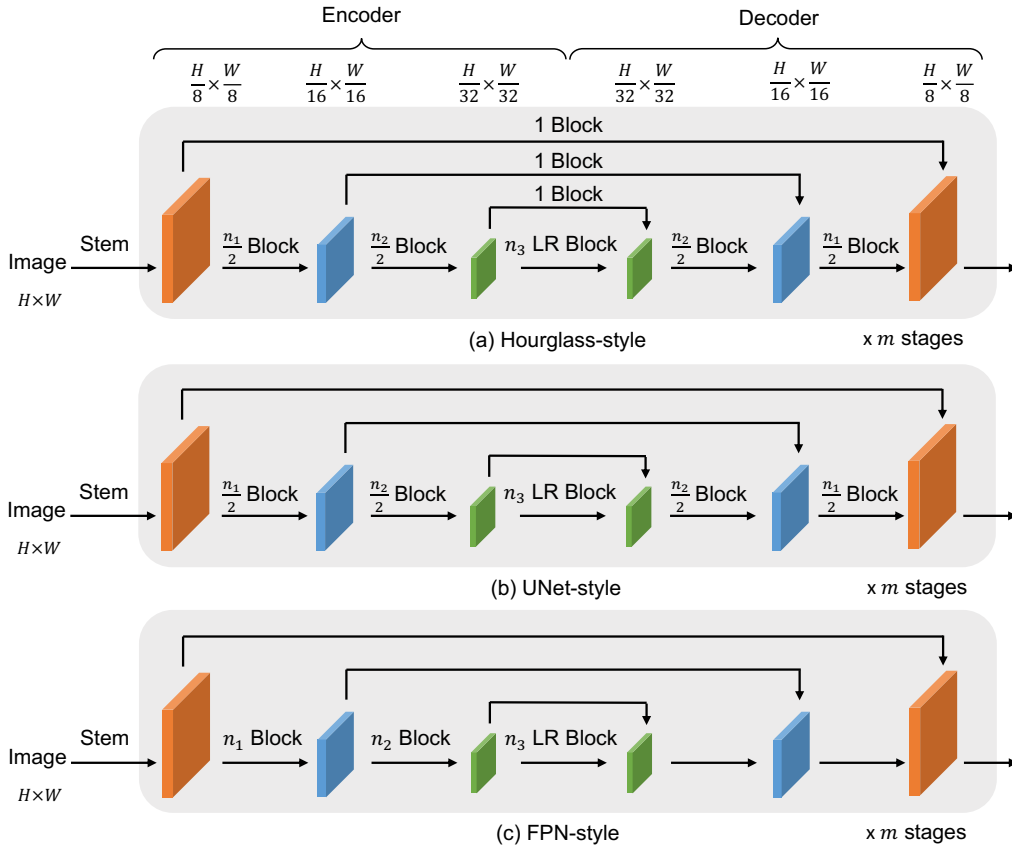 Encoder Decoder
H/8 × W/8 H/16 × W/16 H/32 × W/32 H/32 × W/32 H/16 × W/16 H/8 × W/8
1 Block
1 Block
1 Block
Stem n₁/2 Block n₂/2 Block n₃ LR Block n₂/2 Block n₁/2 Block
Image
H×W
(a) Hourglass-style x m stages
Stem n₁/2 Block n₂/2 Block n₃ LR Block n₂/2 Block n₁/2 Block
Image
H×W
(b) UNet-style x m stages
Stem n₁ Block n₂ Block n₃ LR Block
Image
H×W
(c) FPN-style x m stages